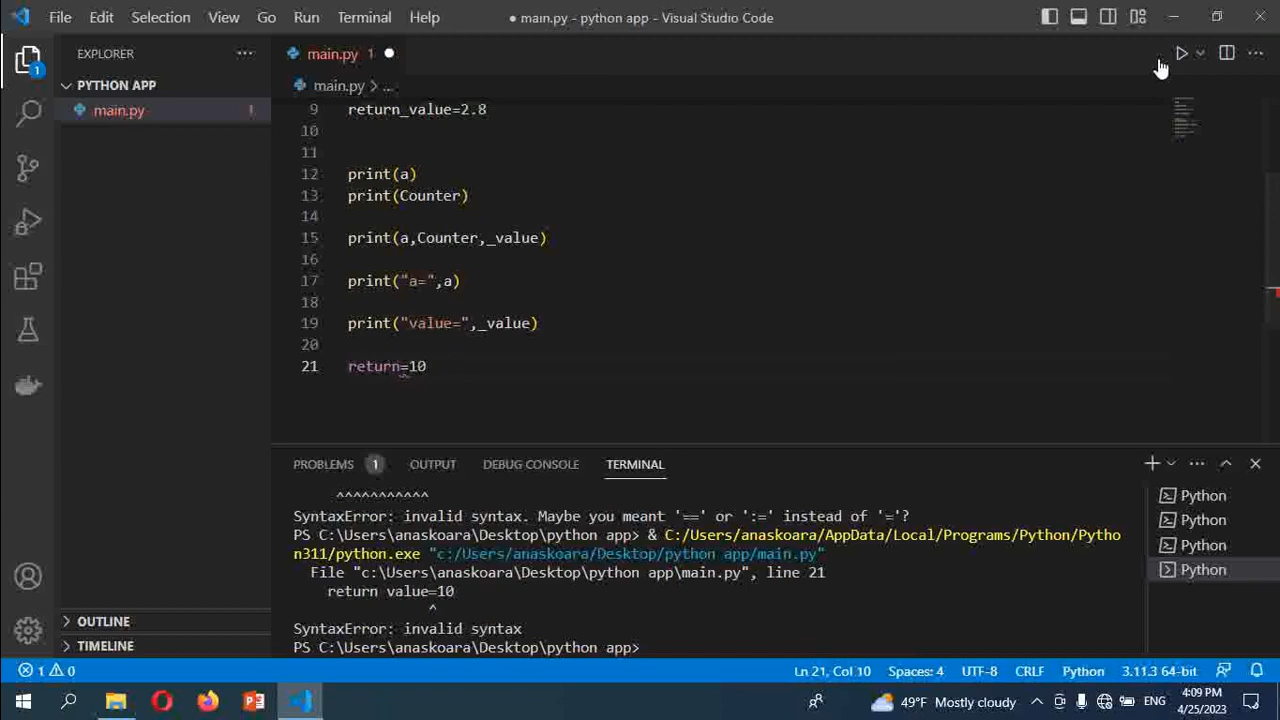 File Edit Selection View Go Run Terminal Help
● main.py - python app - Visual Studio Code
EXPLORER
PYTHON APP
main.py 1
1
main.py 1
main.py > ...
9 return_value=2.8
10
11
12 print(a)
13 print(Counter)
14
15 print(a,Counter,_value)
16
17 print("a=",a)
18
19 print("value=",_value)
20
21 return=10
PROBLEMS 1 OUTPUT DEBUG CONSOLE TERMINAL
^^^^^^^^^^^
SyntaxError: invalid syntax. Maybe you meant '==' or ':=' instead of '='?
PS C:\Users\anaskoara\Desktop\python app> & C:/Users/anaskoara/AppData/Local/Programs/Python/Pytho
n311/python.exe "c:/Users/anaskoara/Desktop/python app/main.py"
File "c:\Users\anaskoara\Desktop\python app\main.py", line 21
return value=10
^
SyntaxError: invalid syntax
PS C:\Users\anaskoara\Desktop\python app>
Python
Python
Python
Python
OUTLINE
TIMELINE
1 0
Ln 21, Col 10 Spaces: 4 UTF-8 CRLF Python 3.11.3 64-bit
49°F Mostly cloudy
ENG
4:09 PM
4/25/2023